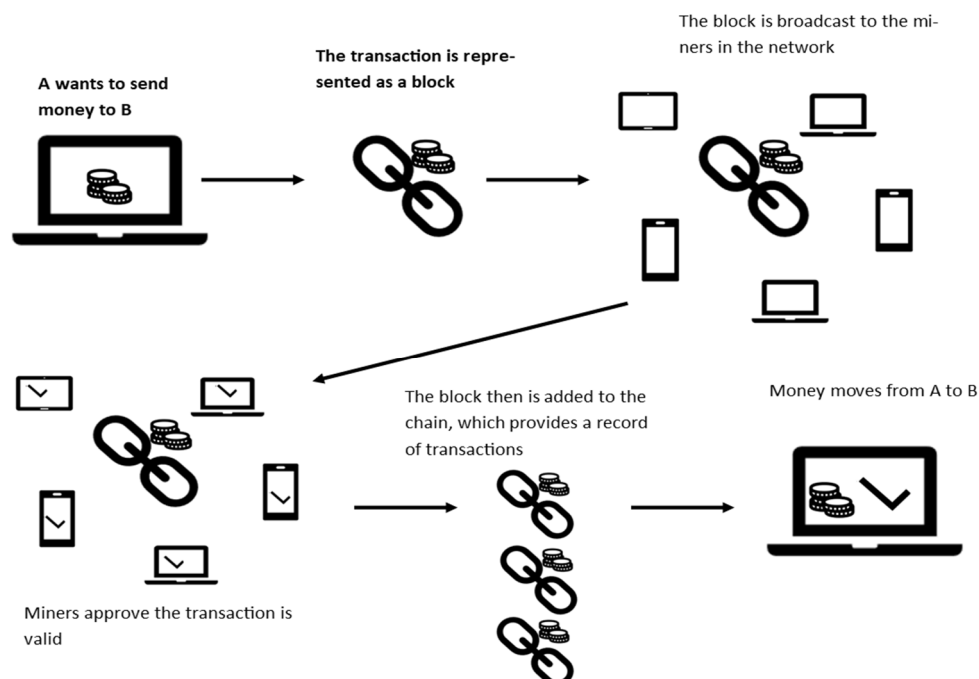 A wants to send
money to B
The transaction is repre-
sented as a block
The block is broadcast to the mi-
ners in the network
Miners approve the transaction is
valid
The block then is added to the
chain, which provides a record
of transactions
Money moves from A to B